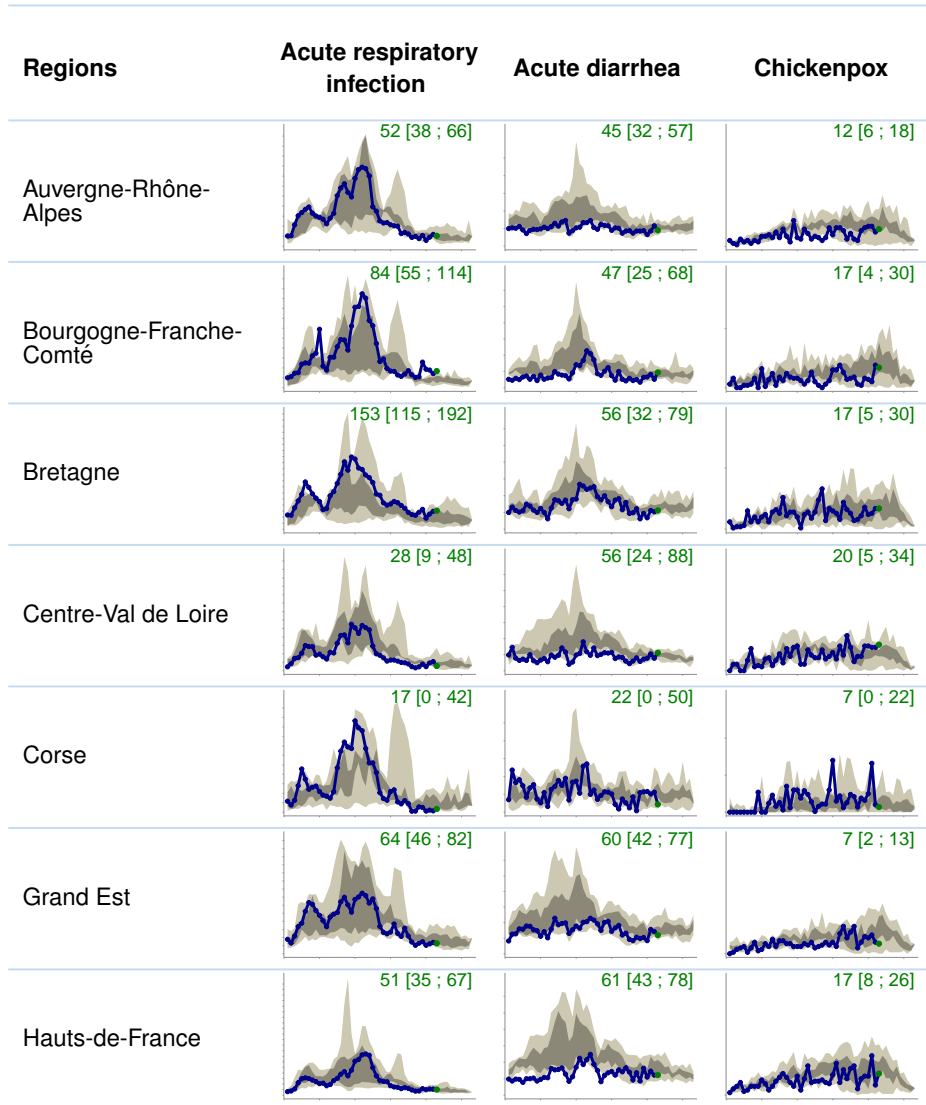 Regions
Acute respiratory
infection
Acute diarrhea
Chickenpox
Auvergne-Rhône-
Alpes
52 [38 ; 66]
45 [32 ; 57]
12 [6 ; 18]
Bourgogne-Franche-
Comté
84 [55 ; 114]
47 [25 ; 68]
17 [4 ; 30]
Bretagne
153 [115 ; 192]
56 [32 ; 79]
17 [5 ; 30]
Centre-Val de Loire
28 [9 ; 48]
56 [24 ; 88]
20 [5 ; 34]
Corse
17 [0 ; 42]
22 [0 ; 50]
7 [0 ; 22]
Grand Est
64 [46 ; 82]
60 [42 ; 77]
7 [2 ; 13]
Hauts-de-France
51 [35 ; 67]
61 [43 ; 78]
17 [8 ; 26]